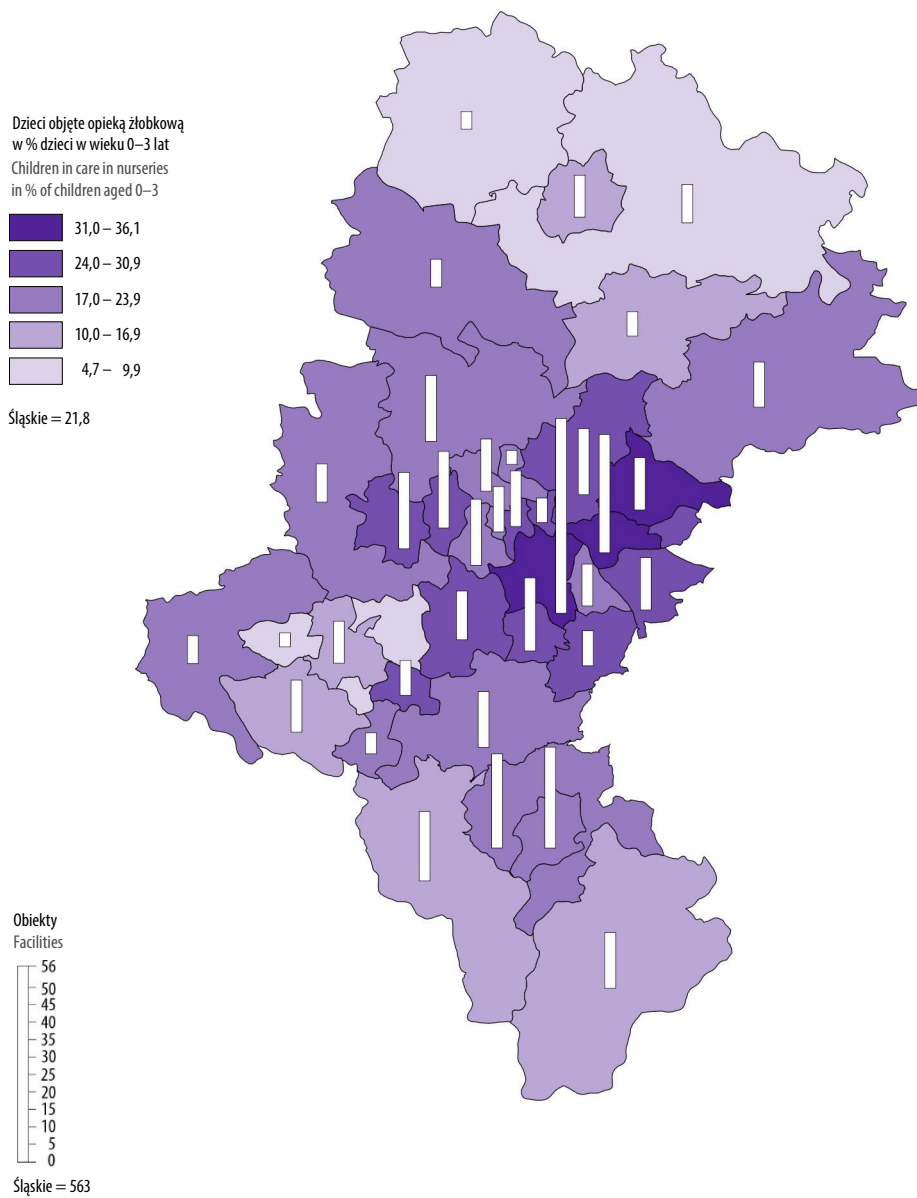 Dzieci objęte opieką żłobkową
w % dzieci w wieku 0–3 lat
Children in care in nurseries
in % of children aged 0–3
31,0 – 36,1
24,0 – 30,9
17,0 – 23,9
10,0 – 16,9
4,7 – 9,9
Śląskie = 21,8
Obiekty
Facilities
56
50
45
40
35
30
25
20
15
10
5
0
Śląskie = 563